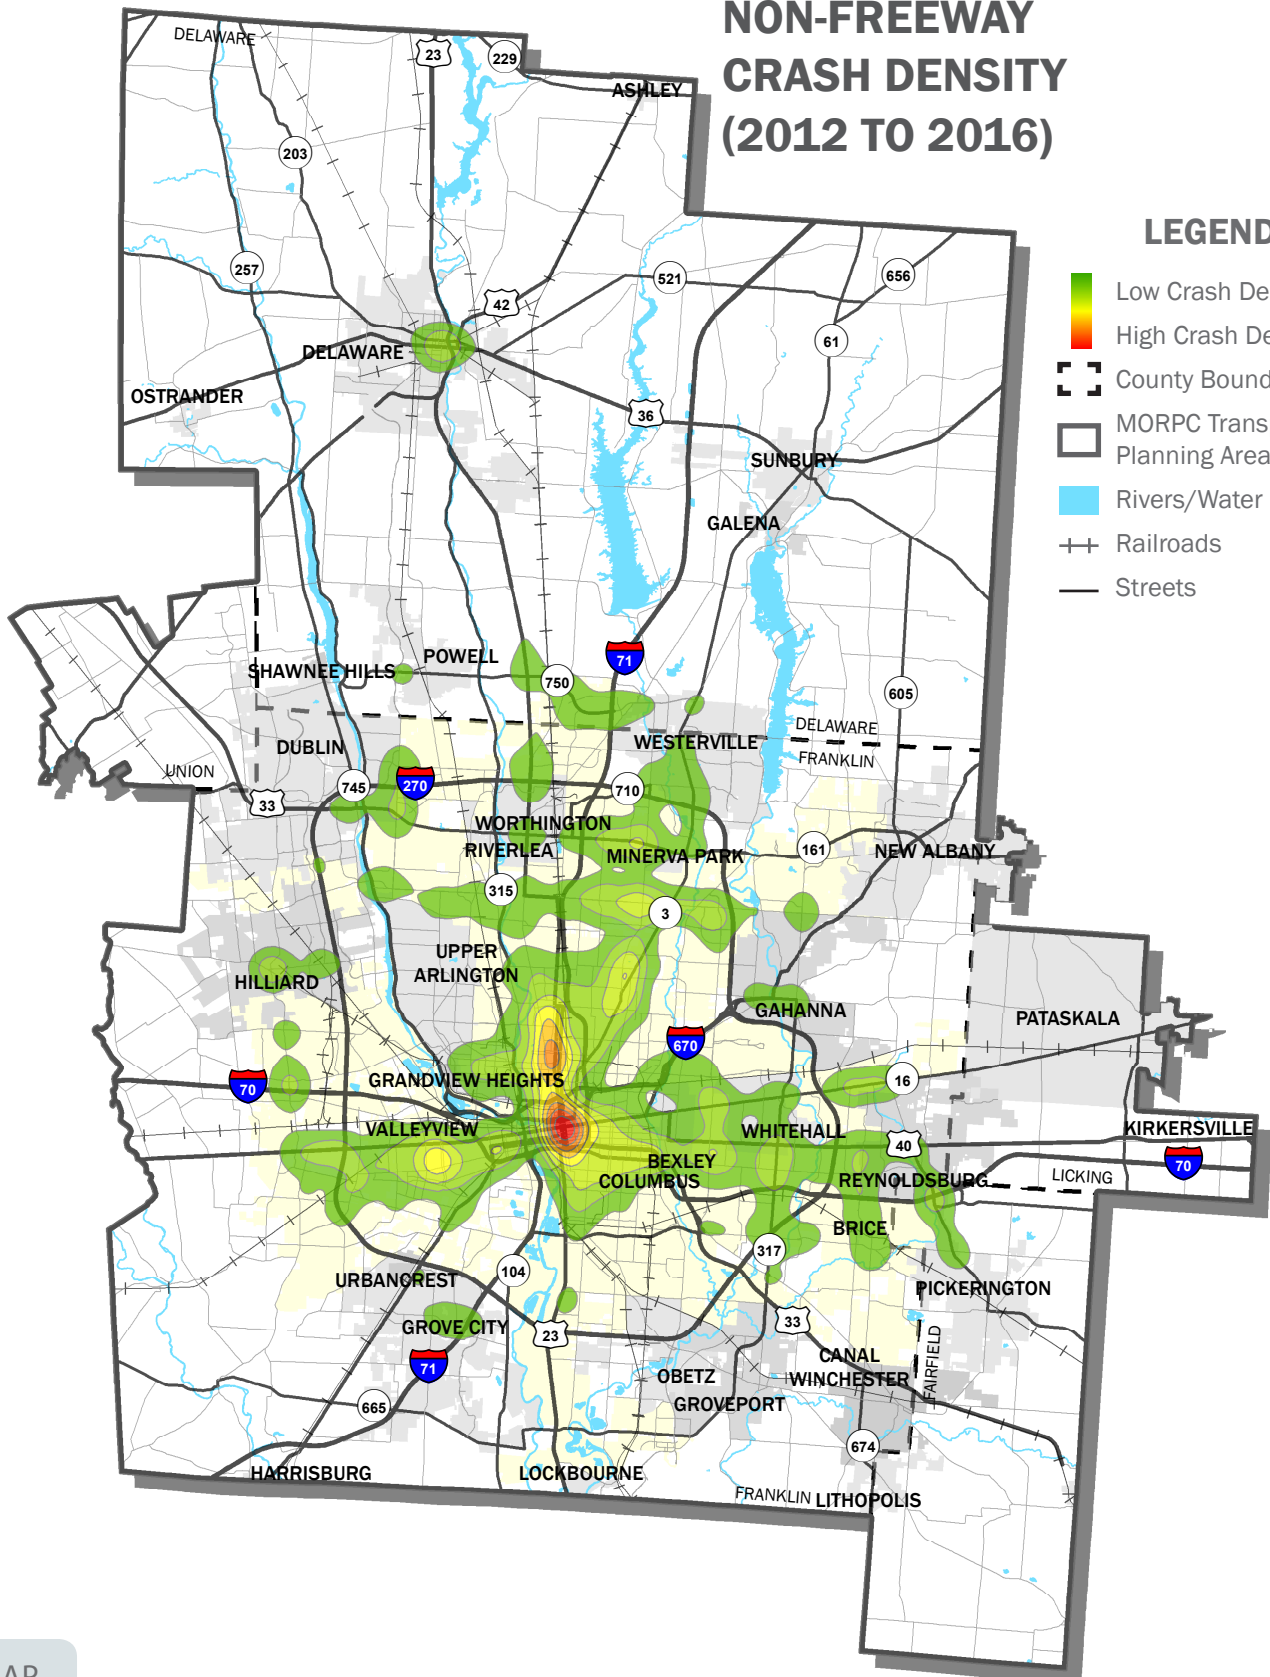 NON-FREEWAY
CRASH DENSITY
(2012 TO 2016)
LEGEND
Low Crash De
High Crash De
County Bound
MORPC Trans
Planning Area
Rivers/Water
Railroads
Streets
DELAWARE
23
229
ASHLEY
203
257
42
521
656
61
DELAWARE
OSTRANDER
36
SUNBURY
GALENA
SHAWNEE HILLS
POWELL
71
750
605
DELAWARE
FRANKLIN
DUBLIN
WESTERVILLE
UNION
33
745
270
710
WORTHINGTON
RIVERLEA
MINERVA PARK
161
NEW ALBANY
315
3
UPPER
ARLINGTON
HILLIARD
GAHANNA
PATASKALA
670
70
GRANDVIEW HEIGHTS
16
VALLEYVIEW
WHITEHALL
40
KIRKERSVILLE
70
BEXLEY
COLUMBUS
REYNOLDSBURG
LICKING
BRICE
317
104
URBANCREST
PICKERINGTON
GROVE CITY
23
33
71
CANAL
WINCHESTER
FAIRFIELD
OBETZ
GROVEPORT
665
674
HARRISBURG
LOCKBOURNE
FRANKLIN
LITHOPOLIS
AP